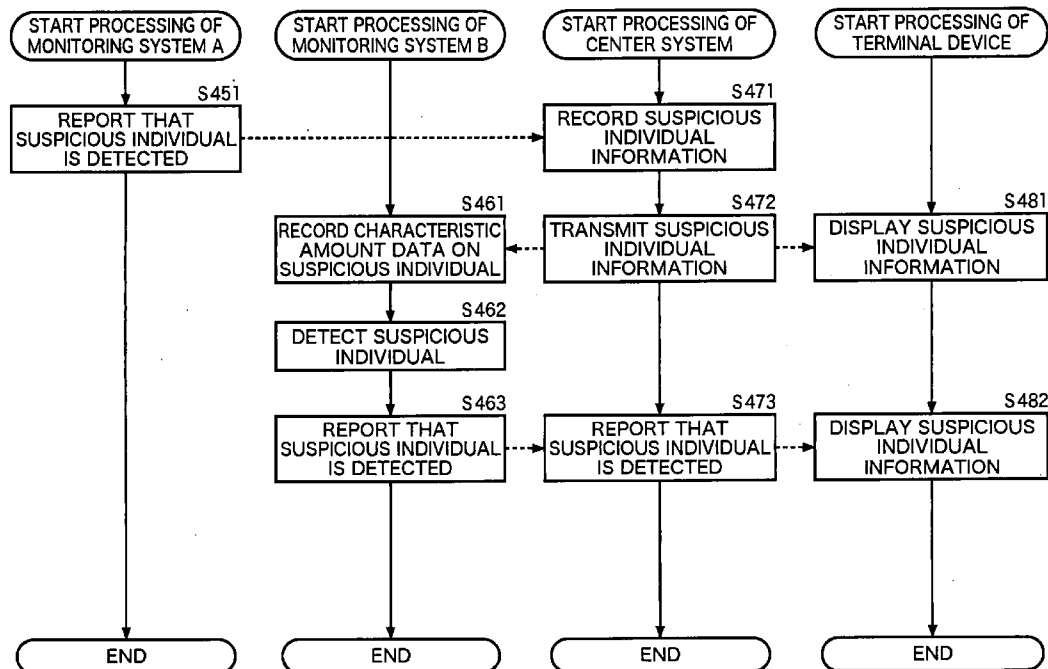 START PROCESSING OF
MONITORING SYSTEM A
START PROCESSING OF
MONITORING SYSTEM B
START PROCESSING OF
CENTER SYSTEM
START PROCESSING OF
TERMINAL DEVICE
S451
REPORT THAT
SUSPICIOUS INDIVIDUAL
IS DETECTED
S471
RECORD SUSPICIOUS
INDIVIDUAL
INFORMATION
S461
RECORD CHARACTERISTIC
AMOUNT DATA ON
SUSPICIOUS INDIVIDUAL
S472
TRANSMIT SUSPICIOUS
INDIVIDUAL
INFORMATION
S481
DISPLAY SUSPICIOUS
INDIVIDUAL
INFORMATION
S462
DETECT SUSPICIOUS
INDIVIDUAL
S463
REPORT THAT
SUSPICIOUS INDIVIDUAL
IS DETECTED
S473
REPORT THAT
SUSPICIOUS INDIVIDUAL
IS DETECTED
S482
DISPLAY SUSPICIOUS
INDIVIDUAL
INFORMATION
END
END
END
END